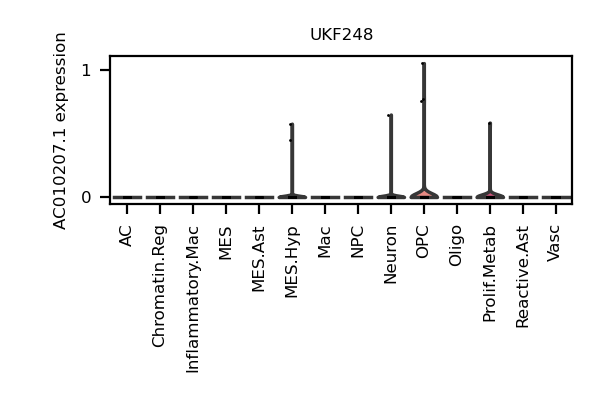 UKF248
AC010207.1 expression
1
0
AC
Chromatin.Reg
Inflammatory.Mac
MES
MES.Ast
MES.Hyp
Mac
NPC
Neuron
OPC
Oligo
Prolif.Metab
Reactive.Ast
Vasc